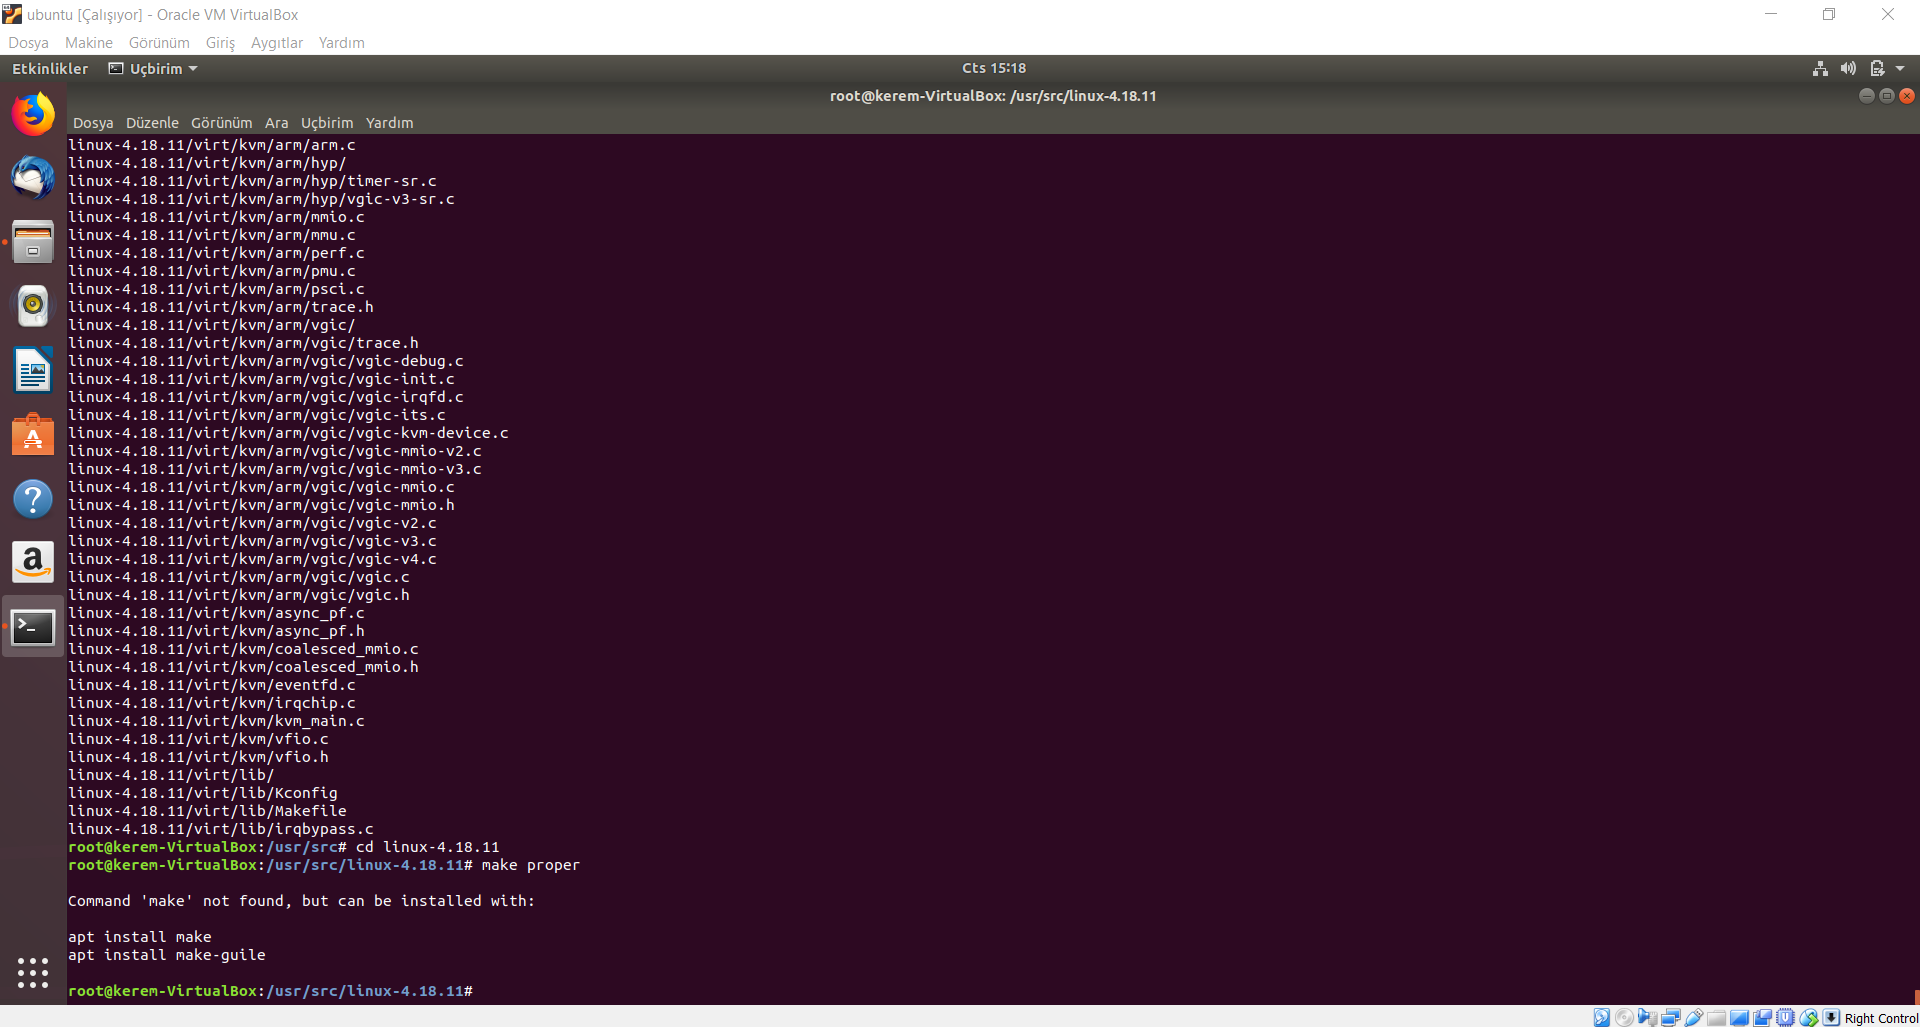 ubuntu [Çalışıyor] - Oracle VM VirtualBox
Dosya Makine Görünüm Giriş Aygıtlar Yardım
Etkinlikler Uçbirim Cts 15:18
root@kerem-VirtualBox: /usr/src/linux-4.18.11
Dosya Düzenle Görünüm Ara Uçbirim Yardım
linux-4.18.11/virt/kvm/arm/arm.c
linux-4.18.11/virt/kvm/arm/hyp/
linux-4.18.11/virt/kvm/arm/hyp/timer-sr.c
linux-4.18.11/virt/kvm/arm/hyp/vgic-v3-sr.c
linux-4.18.11/virt/kvm/arm/mmio.c
linux-4.18.11/virt/kvm/arm/mmu.c
linux-4.18.11/virt/kvm/arm/perf.c
linux-4.18.11/virt/kvm/arm/pmu.c
linux-4.18.11/virt/kvm/arm/psci.c
linux-4.18.11/virt/kvm/arm/trace.h
linux-4.18.11/virt/kvm/arm/vgic/
linux-4.18.11/virt/kvm/arm/vgic/trace.h
linux-4.18.11/virt/kvm/arm/vgic/vgic-debug.c
linux-4.18.11/virt/kvm/arm/vgic/vgic-init.c
linux-4.18.11/virt/kvm/arm/vgic/vgic-irqfd.c
linux-4.18.11/virt/kvm/arm/vgic/vgic-its.c
linux-4.18.11/virt/kvm/arm/vgic/vgic-kvm-device.c
linux-4.18.11/virt/kvm/arm/vgic/vgic-mmio-v2.c
linux-4.18.11/virt/kvm/arm/vgic/vgic-mmio-v3.c
linux-4.18.11/virt/kvm/arm/vgic/vgic-mmio.c
linux-4.18.11/virt/kvm/arm/vgic/vgic-mmio.h
linux-4.18.11/virt/kvm/arm/vgic/vgic-v2.c
linux-4.18.11/virt/kvm/arm/vgic/vgic-v3.c
linux-4.18.11/virt/kvm/arm/vgic/vgic-v4.c
linux-4.18.11/virt/kvm/arm/vgic/vgic.c
linux-4.18.11/virt/kvm/arm/vgic/vgic.h
linux-4.18.11/virt/kvm/async_pf.c
linux-4.18.11/virt/kvm/async_pf.h
linux-4.18.11/virt/kvm/coalesced_mmio.c
linux-4.18.11/virt/kvm/coalesced_mmio.h
linux-4.18.11/virt/kvm/eventfd.c
linux-4.18.11/virt/kvm/irqchip.c
linux-4.18.11/virt/kvm/kvm_main.c
linux-4.18.11/virt/kvm/vfio.c
linux-4.18.11/virt/kvm/vfio.h
linux-4.18.11/virt/lib/
linux-4.18.11/virt/lib/Kconfig
linux-4.18.11/virt/lib/Makefile
linux-4.18.11/virt/lib/irqbypass.c
root@kerem-VirtualBox:/usr/src# cd linux-4.18.11
root@kerem-VirtualBox:/usr/src/linux-4.18.11# make proper
Command 'make' not found, but can be installed with:
apt install make
apt install make-guile
root@kerem-VirtualBox:/usr/src/linux-4.18.11#
Right Control